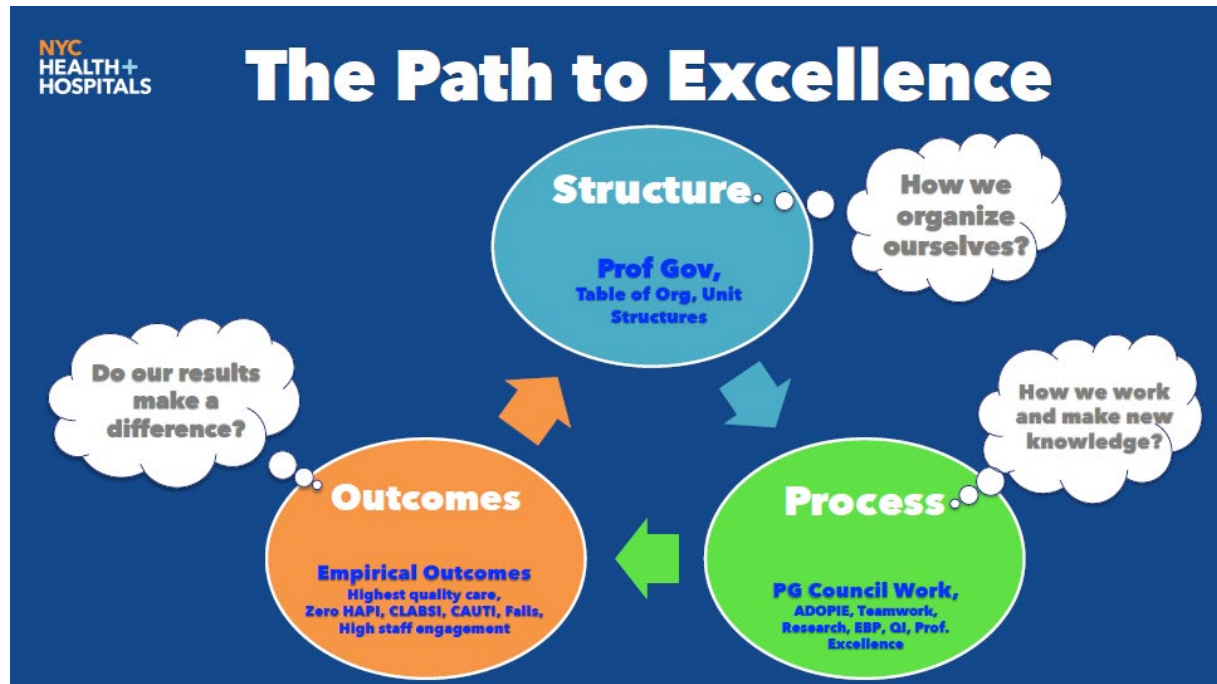 NYC
HEALTH+
HOSPITALS
The Path to Excellence
Structure
Prof Gov,
Table of Org, Unit
Structures
How we
organize
ourselves?
Process
PG Council Work,
ADOPIE, Teamwork,
Research, EBP, QI, Prof.
Excellence
How we work
and make new
knowledge?
Outcomes
Empirical Outcomes
Highest quality care,
Zero HAPI, CLABSI, CAUTI, Falls,
High staff engagement
Do our results
make a
difference?